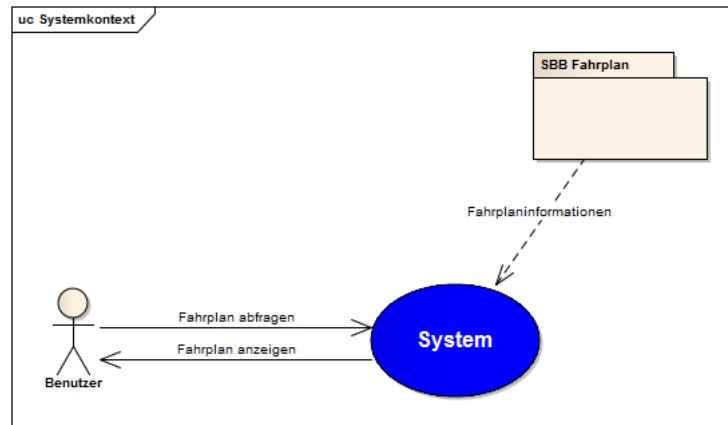 uc Systemkontext
SBB Fahrplan
Fahrplaninformationen
Fahrplan abfragen
System
Fahrplan anzeigen
Benutzer